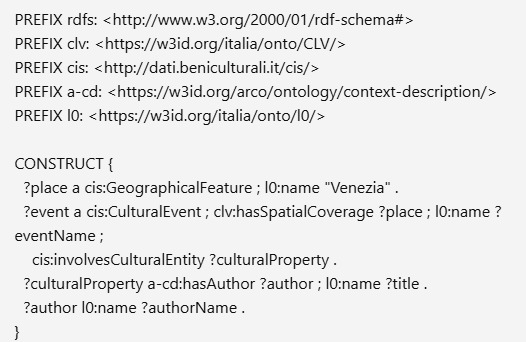 PREFIX rdfs: <http://www.w3.org/2000/01/rdf-schema#>
PREFIX clv: <https://w3id.org/italia/onto/CLV/>
PREFIX cis: <http://dati.beniculturali.it/cis/>
PREFIX a-cd: <https://w3id.org/arco/ontology/context-description/>
PREFIX l0: <https://w3id.org/italia/onto/l0/>

CONSTRUCT {
  ?place a cis:GeographicalFeature ; l0:name "Venezia" .
  ?event a cis:CulturalEvent ; clv:hasSpatialCoverage ?place ; l0:name ?
eventName ;
    cis:involvesCulturalEntity ?culturalProperty .
  ?culturalProperty a-cd:hasAuthor ?author ; l0:name ?title .
  ?author l0:name ?authorName .
}